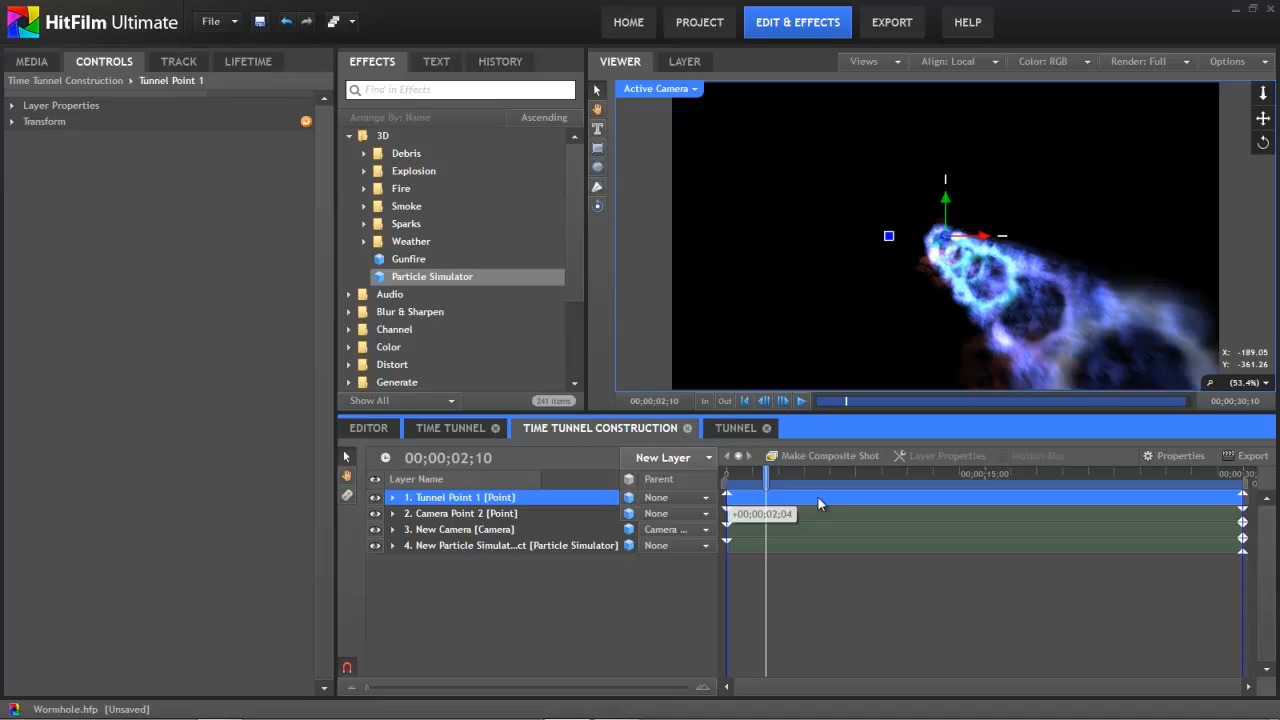 HitFilm Ultimate
File
HOME
PROJECT
EDIT & EFFECTS
EXPORT
HELP
MEDIA
CONTROLS
TRACK
LIFETIME
Time Tunnel Construction
Tunnel Point 1
Layer Properties
Transform
EFFECTS
TEXT
HISTORY
Find in Effects
Arrange By: Name
Ascending
3D
Debris
Explosion
Fire
Smoke
Sparks
Weather
Gunfire
Particle Simulator
Audio
Blur & Sharpen
Channel
Color
Distort
Generate
Show All
241 items
VIEWER
LAYER
Views
Align: Local
Color: RGB
Render: Full
Options
Active Camera
X: -189.05
Y: -361.26
(53.4%)
00;00;02;10
In
Out
00;00;30;10
EDITOR
TIME TUNNEL
TIME TUNNEL CONSTRUCTION
TUNNEL
00;00;02;10
New Layer
Make Composite Shot
Layer Properties
Motion Blur
Properties
Export
Layer Name
Parent
0
00;00;15;00
00;00;30;
1. Tunnel Point 1 [Point]
None
2. Camera Point 2 [Point]
None
+00;00;02;04
3. New Camera [Camera]
Camera ...
4. New Particle Simulat...ct [Particle Simulator]
None
Wormhole.hfp
[Unsaved]